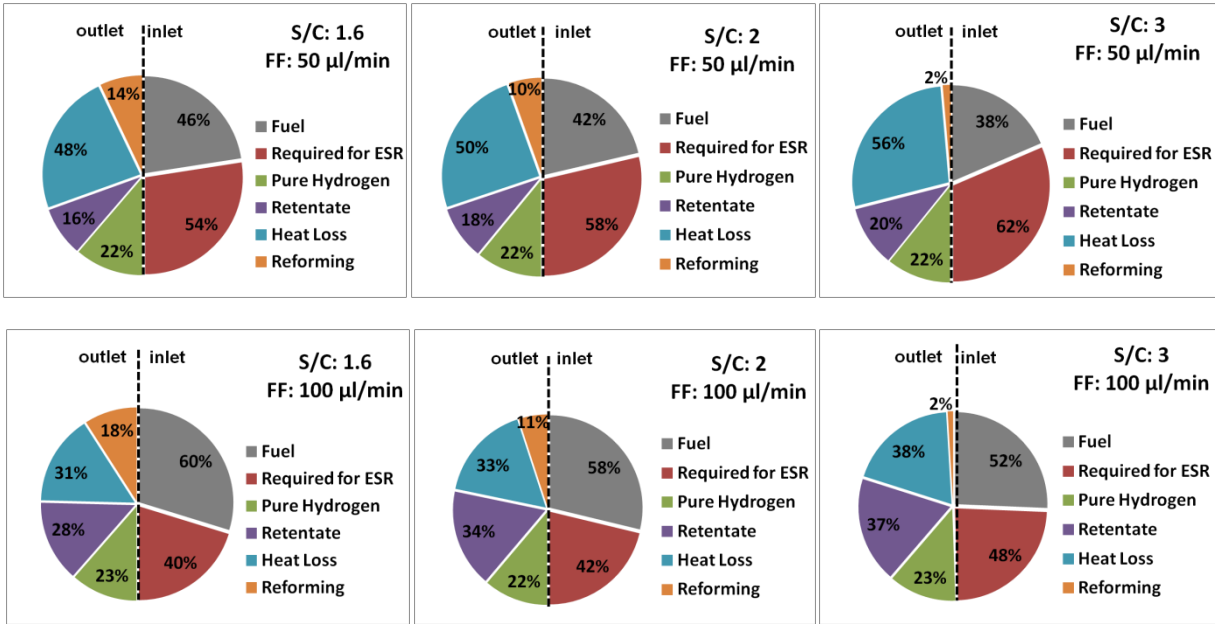 outlet inlet
S/C: 1.6
FF: 50 µl/min
14%
46%
48%
16%
22%
54%
Fuel
Required for ESR
Pure Hydrogen
Retentate
Heat Loss
Reforming
outlet inlet
S/C: 2
FF: 50 µl/min
10%
42%
50%
18%
22%
58%
Fuel
Required for ESR
Pure Hydrogen
Retentate
Heat Loss
Reforming
outlet inlet
S/C: 3
FF: 50 µl/min
2%
38%
56%
20%
22%
62%
Fuel
Required for ESR
Pure Hydrogen
Retentate
Heat Loss
Reforming
outlet inlet
S/C: 1.6
FF: 100 µl/min
18%
60%
31%
28%
23%
40%
Fuel
Required for ESR
Pure Hydrogen
Retentate
Heat Loss
Reforming
outlet inlet
S/C: 2
FF: 100 µl/min
11%
58%
33%
34%
22%
42%
Fuel
Required for ESR
Pure Hydrogen
Retentate
Heat Loss
Reforming
outlet inlet
S/C: 3
FF: 100 µl/min
2%
52%
38%
37%
23%
48%
Fuel
Required for ESR
Pure Hydrogen
Retentate
Heat Loss
Reforming